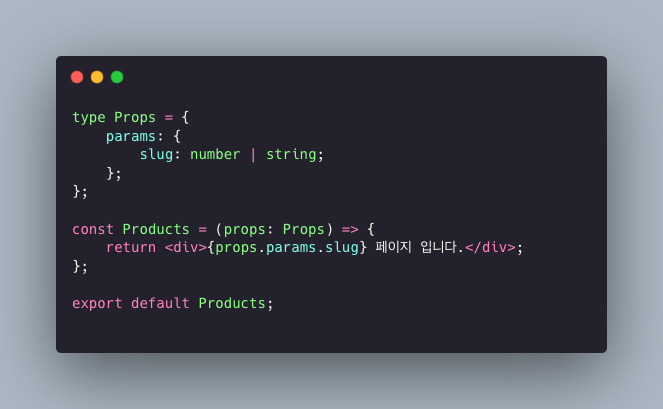 type Props = {
    params: {
        slug: number | string;
    };
};

const Products = (props: Props) => {
    return <div>{props.params.slug} 페이지 입니다.</div>;
};

export default Products;